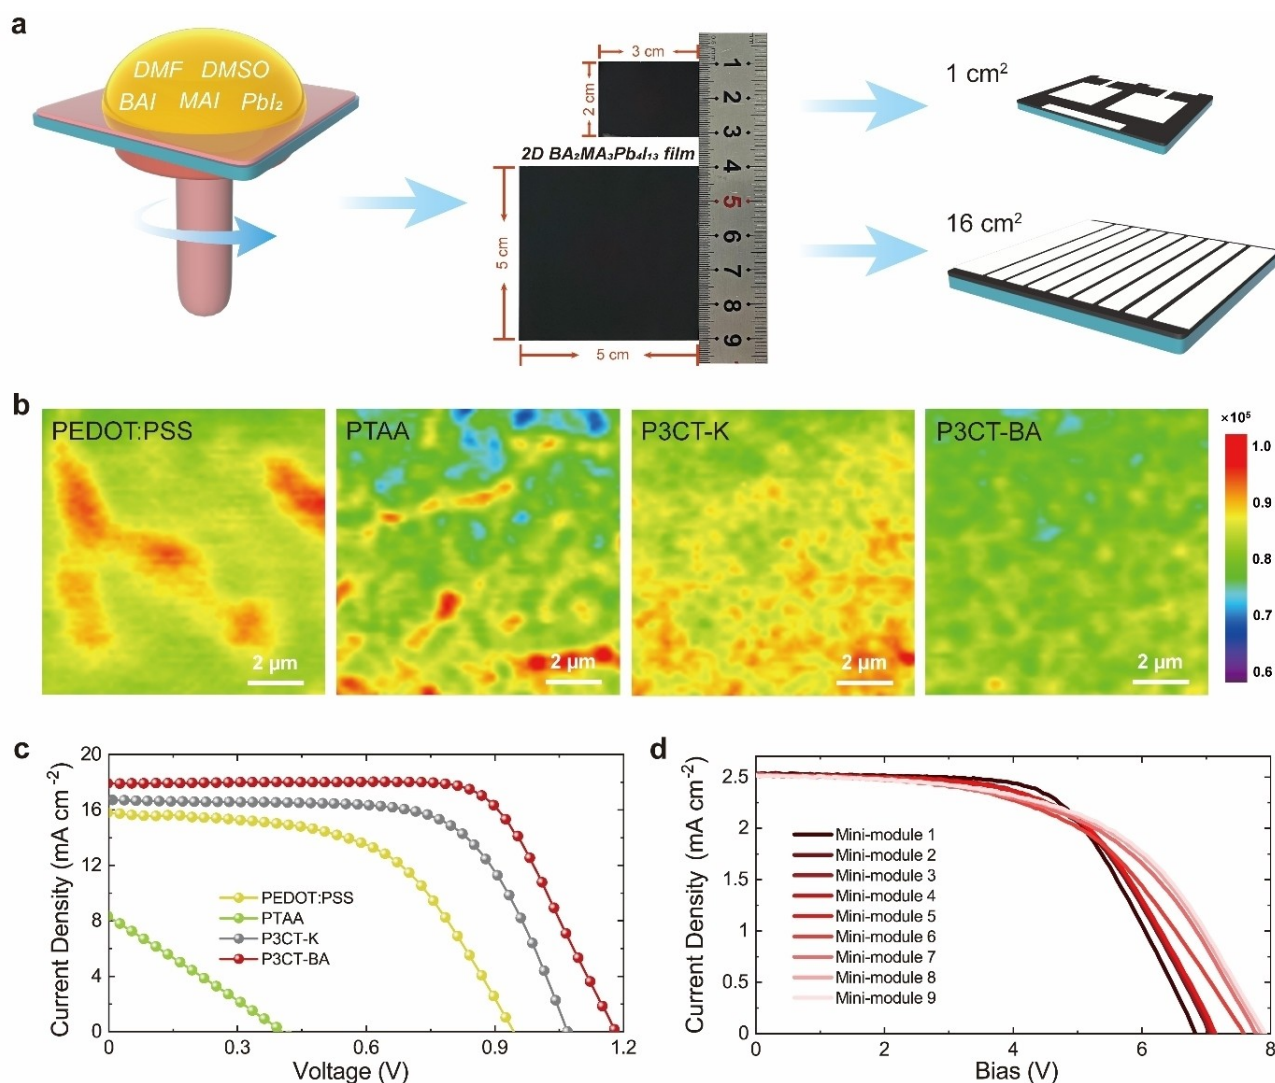 a
DMF DMSO
BAI MAI PbI₂
3 cm
2 cm
2D BA₂MA₃Pb₄I₁₃ film
5 cm
5 cm
1
2
3
4
5
6
7
8
9
1 cm²
16 cm²
b
PEDOT:PSS
2 µm
PTAA
2 µm
P3CT-K
2 µm
P3CT-BA
2 µm
×10⁵
1.0
0.9
0.8
0.7
0.6
c
Current Density (mA cm⁻²)
20
16
12
8
4
0
PEDOT:PSS
PTAA
P3CT-K
P3CT-BA
0 0.3 0.6 0.9 1.2
Voltage (V)
d
Current Density (mA cm⁻²)
2.5
2
1.5
1
0.5
0
Mini-module 1
Mini-module 2
Mini-module 3
Mini-module 4
Mini-module 5
Mini-module 6
Mini-module 7
Mini-module 8
Mini-module 9
0 2 4 6 8
Bias (V)